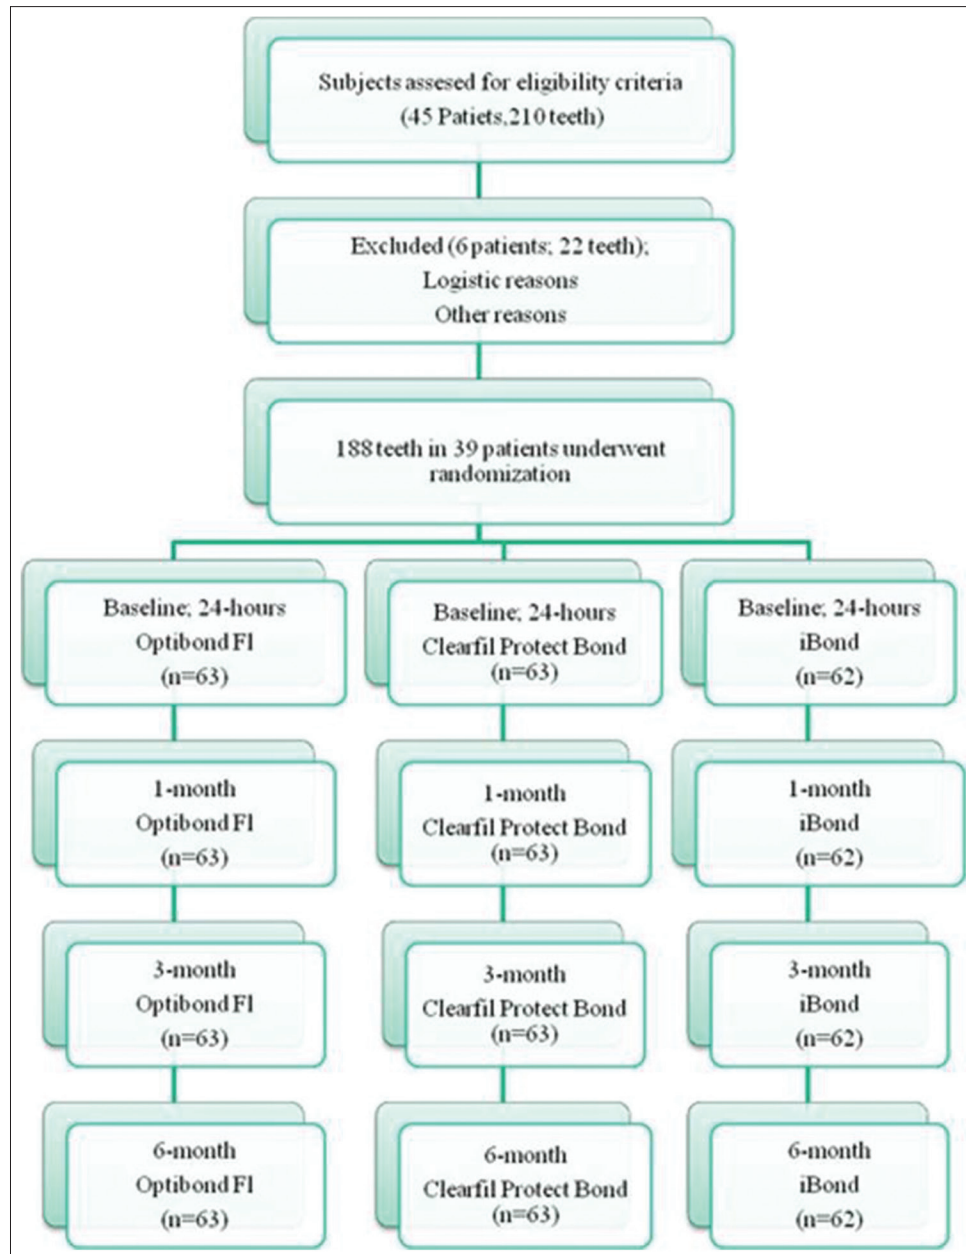 Subjects assesed for eligibility criteria
(45 Patiets,210 teeth)
Excluded (6 patients; 22 teeth);
Logistic reasons
Other reasons
188 teeth in 39 patients underwent
randomization
Baseline; 24-hours
Optibond Fl
(n=63)
Baseline; 24-hours
Clearfil Protect Bond
(n=63)
Baseline; 24-hours
iBond
(n=62)
1-month
Optibond Fl
(n=63)
1-month
Clearfil Protect Bond
(n=63)
1-month
iBond
(n=62)
3-month
Optibond Fl
(n=63)
3-month
Clearfil Protect Bond
(n=63)
3-month
iBond
(n=62)
6-month
Optibond Fl
(n=63)
6-month
Clearfil Protect Bond
(n=63)
6-month
iBond
(n=62)